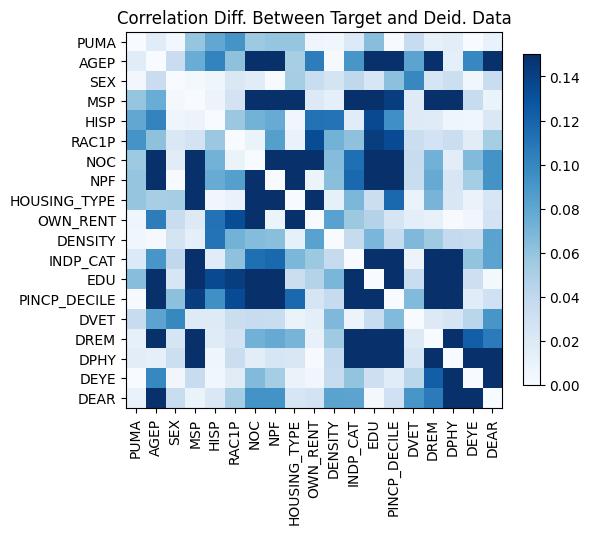 Correlation Diff. Between Target and Deid. Data
PUMA
AGEP
SEX
MSP
HISP
RAC1P
NOC
NPF
HOUSING_TYPE
OWN_RENT
DENSITY
INDP_CAT
EDU
PINCP_DECILE
DVET
DREM
DPHY
DEYE
DEAR
0.14
0.12
0.10
0.08
0.06
0.04
0.02
0.00
PUMA
AGEP
SEX
MSP
HISP
RAC1P
NOC
NPF
HOUSING_TYPE
OWN_RENT
DENSITY
INDP_CAT
EDU
PINCP_DECILE
DVET
DREM
DPHY
DEYE
DEAR